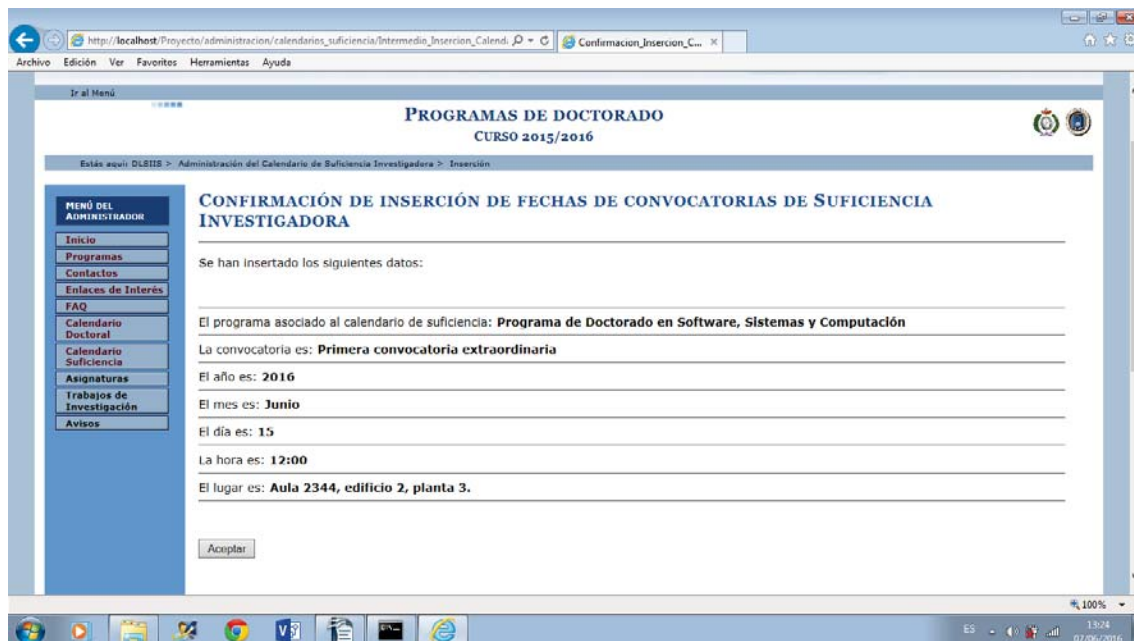 http://localhost/Proyecto/administracion/calendarios_suficiencia/Intermedio_Insercion_Calend
Confirmacion_Insercion_C...
Archivo Edición Ver Favoritos Herramientas Ayuda
Ir al Menú
PROGRAMAS DE DOCTORADO
CURSO 2015/2016
Estás aquí: DLSIIS > Administración del Calendario de Suficiencia Investigadora > Inserción
MENÚ DEL
ADMINISTRADOR
Inicio
Programas
Contactos
Enlaces de Interés
FAQ
Calendario
Doctoral
Calendario
Suficiencia
Asignaturas
Trabajos de
Investigación
Avisos
CONFIRMACIÓN DE INSERCIÓN DE FECHAS DE CONVOCATORIAS DE SUFICIENCIA
INVESTIGADORA
Se han insertado los siguientes datos:
El programa asociado al calendario de suficiencia: Programa de Doctorado en Software, Sistemas y Computación
La convocatoria es: Primera convocatoria extraordinaria
El año es: 2016
El mes es: Junio
El día es: 15
La hora es: 12:00
El lugar es: Aula 2344, edificio 2, planta 3.
Aceptar
100%
ES
13:24
07/06/2016